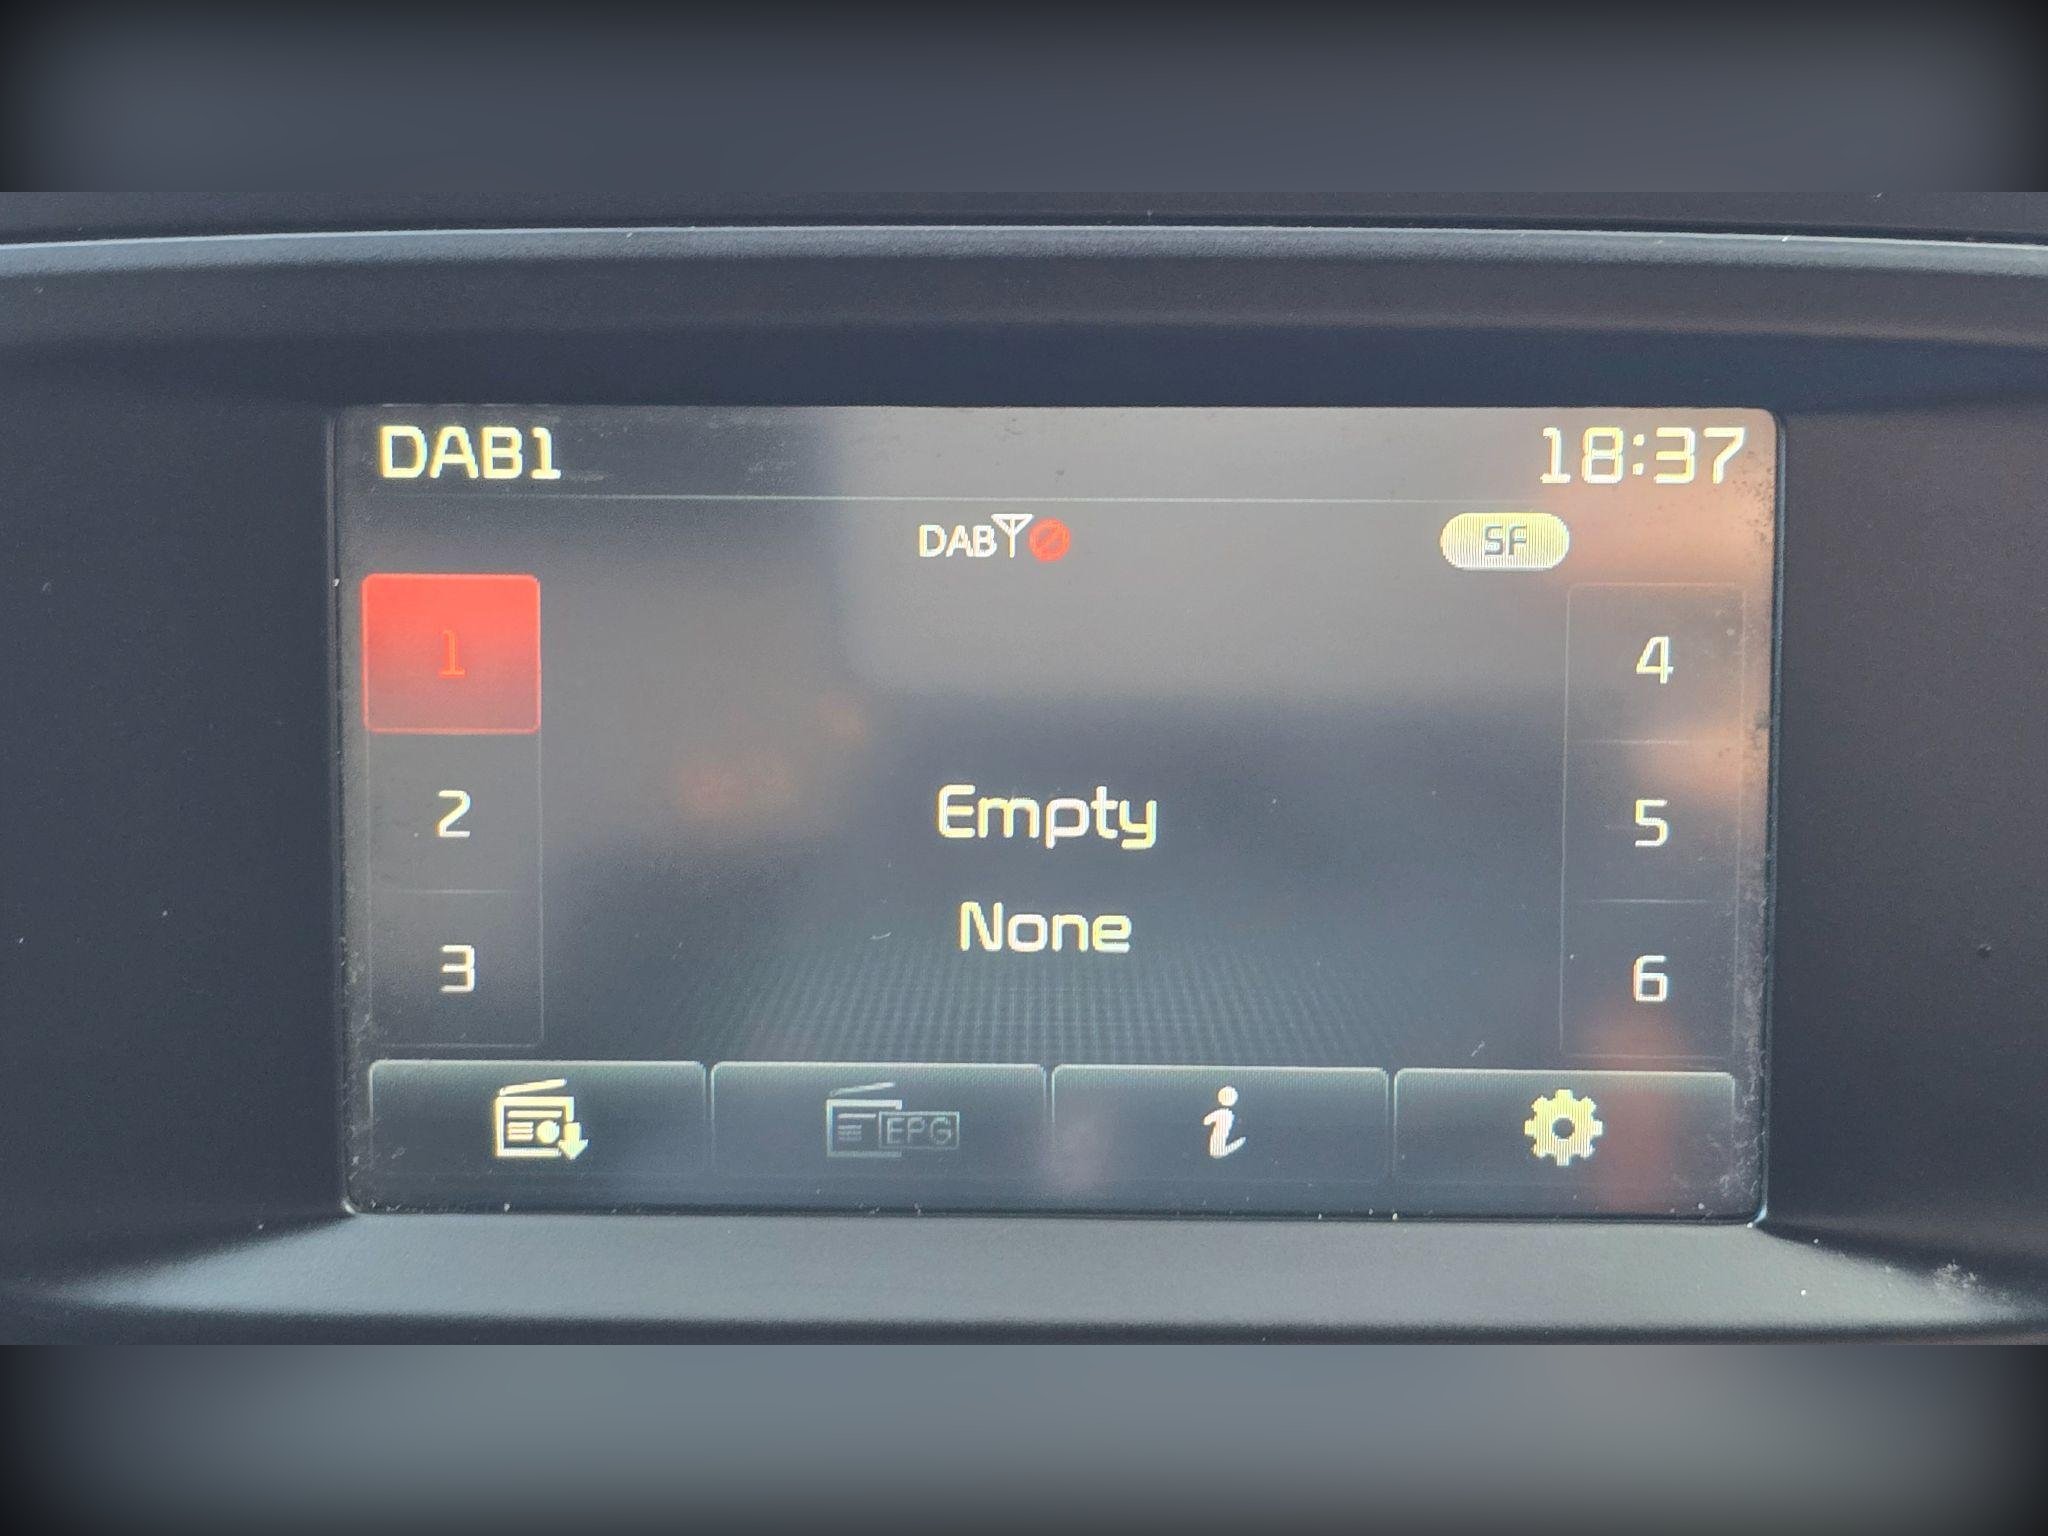 DAB1
18:37
DAB
SF
1
2
3
4
5
6
Empty
None
EPG
i